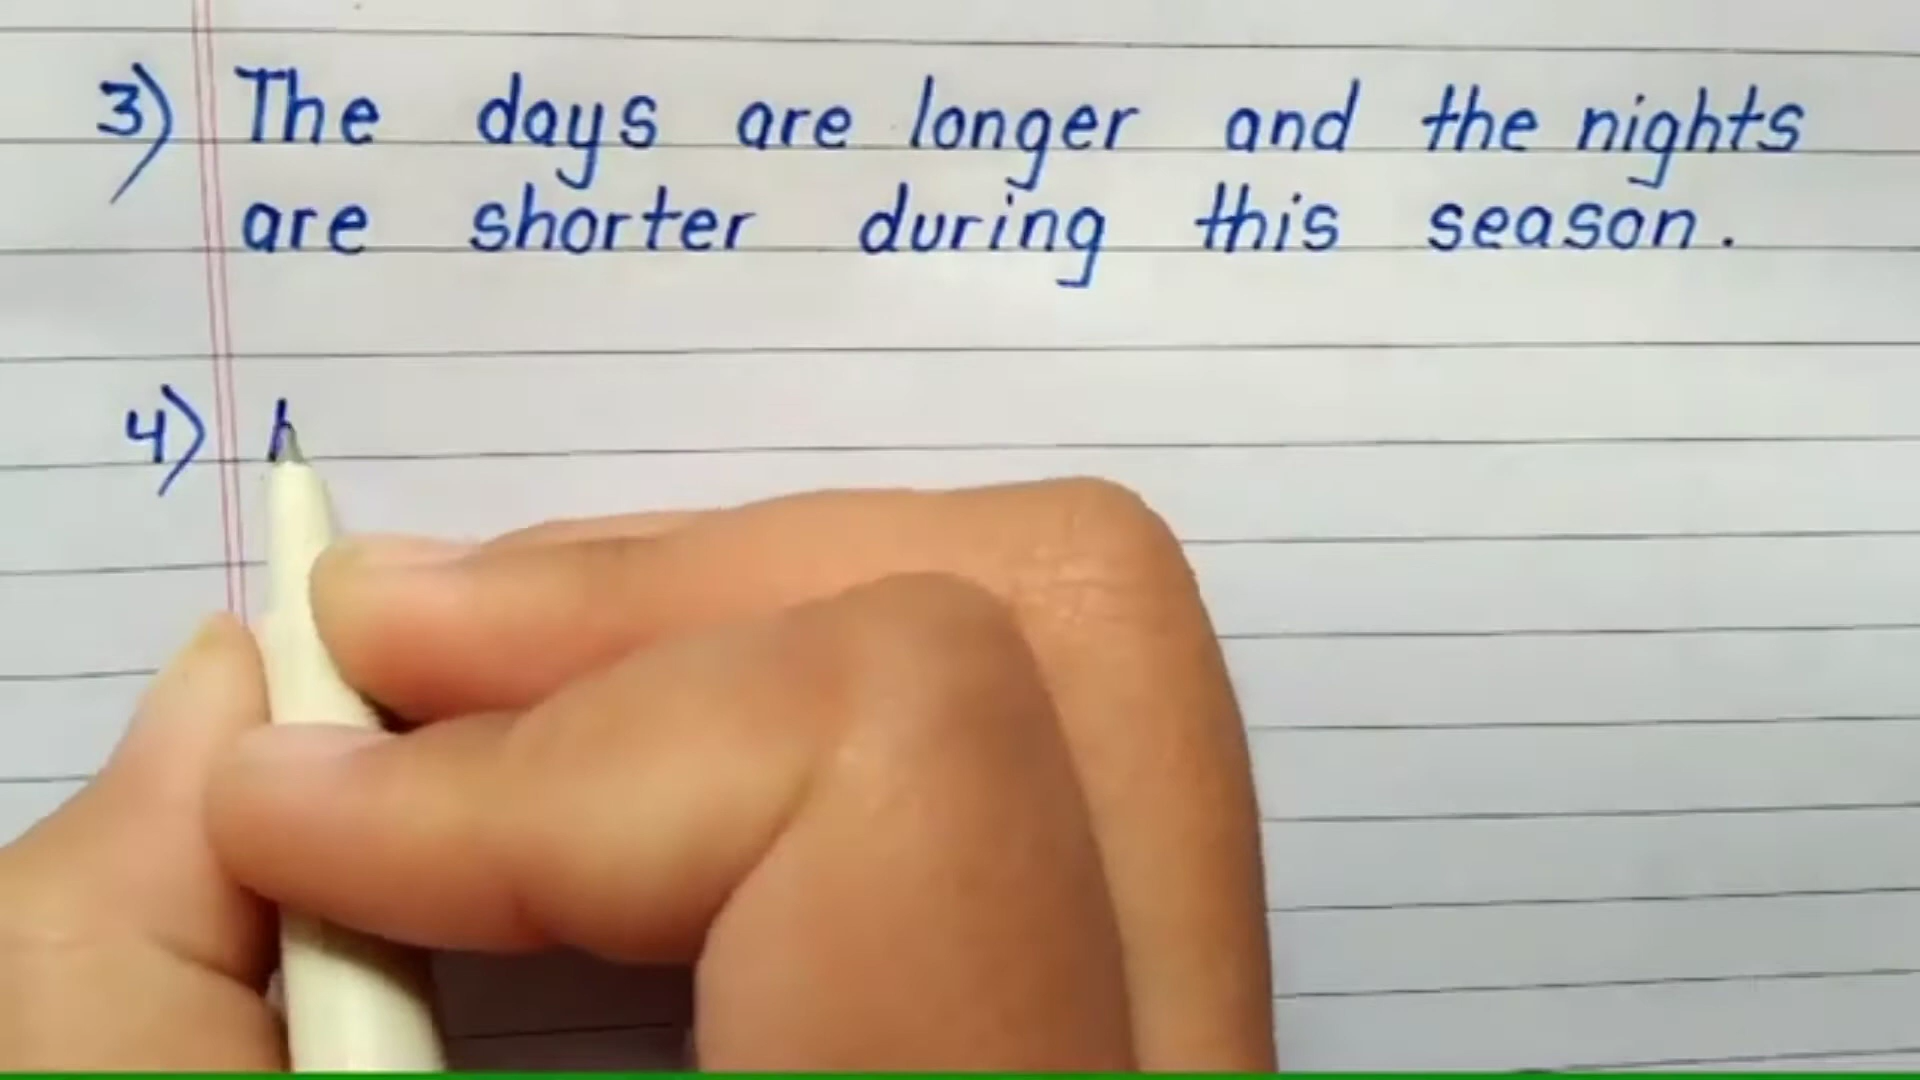 3) The days are longer and the nights
are shorter during this season.
4)